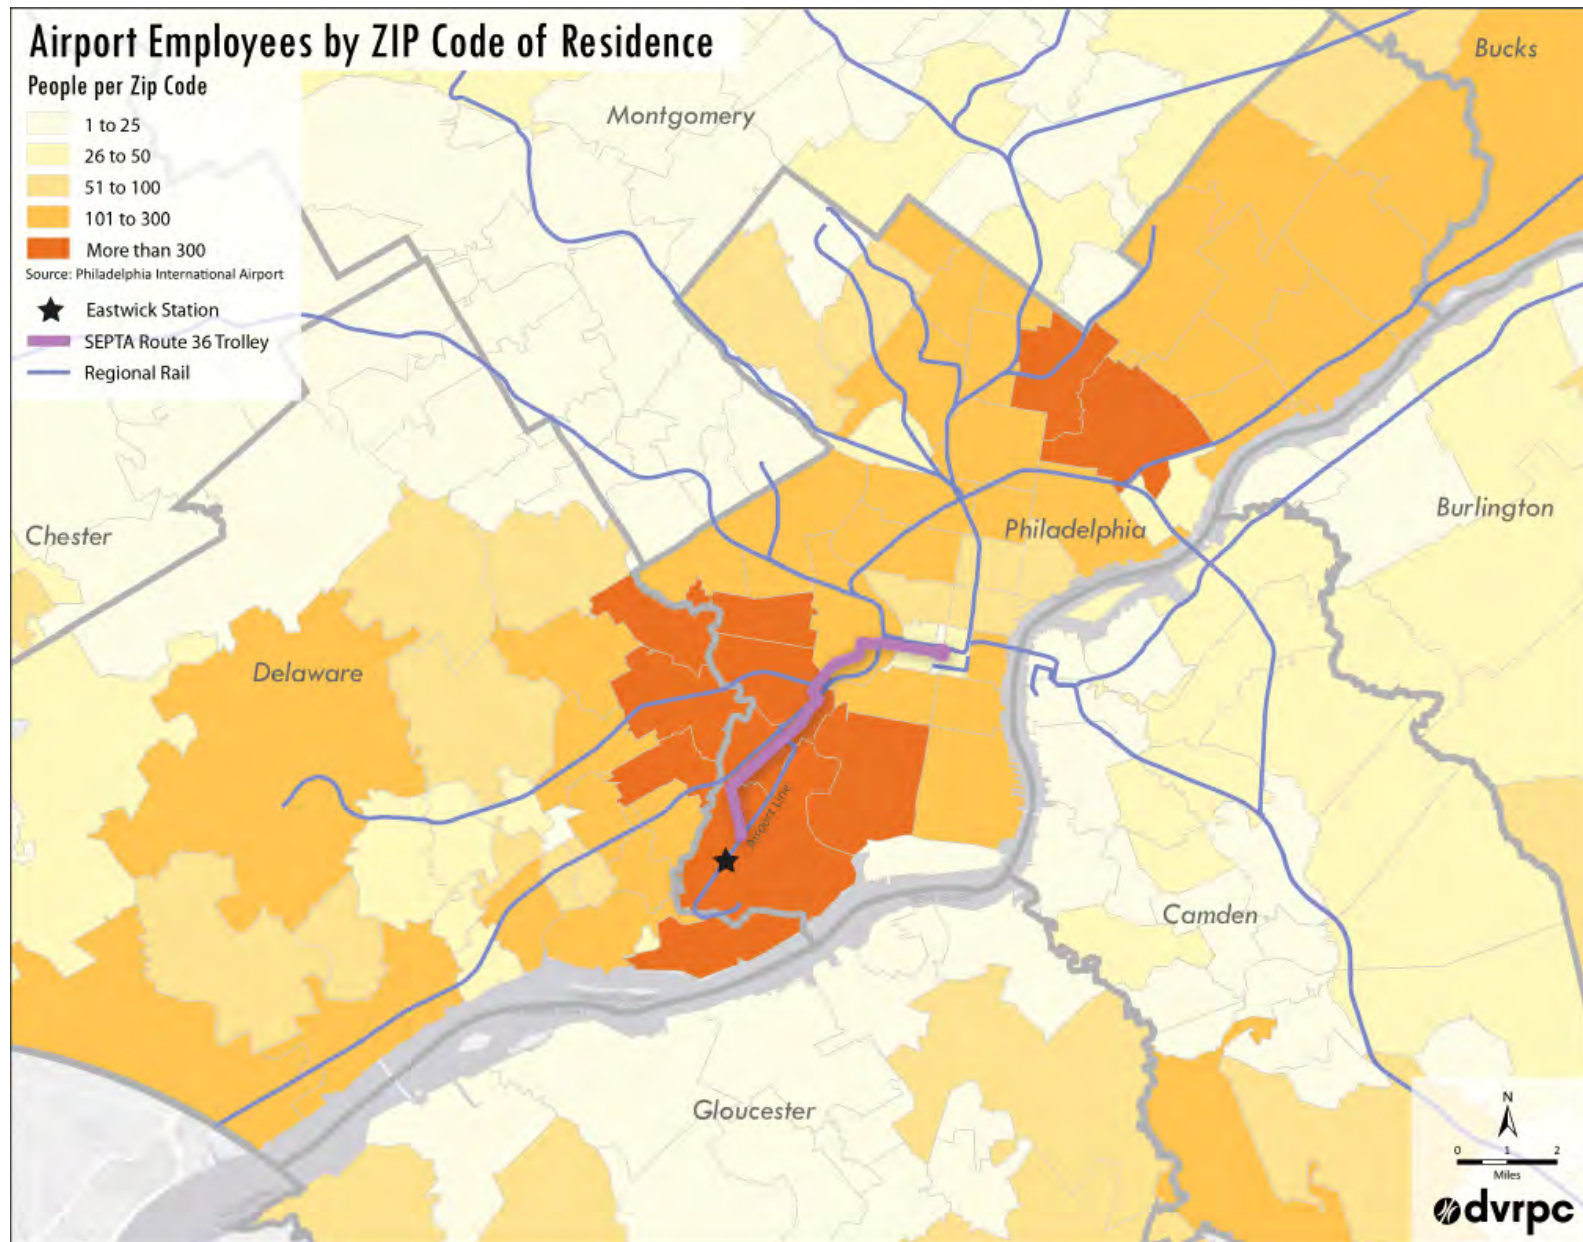 Airport Employees by ZIP Code of Residence
People per Zip Code
1 to 25
26 to 50
51 to 100
101 to 300
More than 300
Source: Philadelphia International Airport
Eastwick Station
SEPTA Route 36 Trolley
Regional Rail
Bucks
Montgomery
Chester
Philadelphia
Burlington
Delaware
Airport Line
Camden
Gloucester
N
0 1 2
Miles
dvrpc